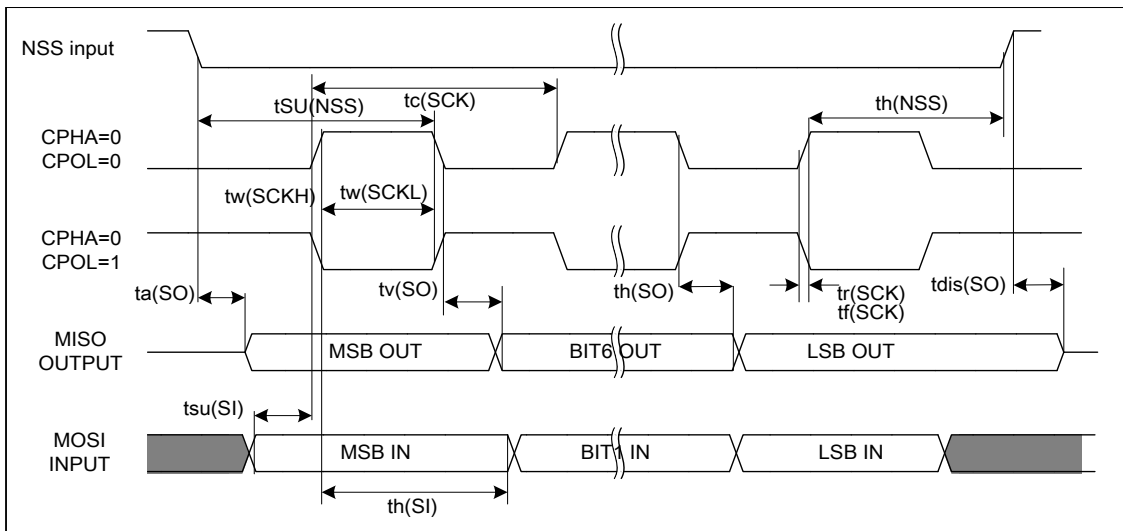 NSS input
tc(SCK)
tSU(NSS)
th(NSS)
CPHA=0
CPOL=0
tw(SCKH)
tw(SCKL)
CPHA=0
CPOL=1
ta(SO)
tv(SO)
th(SO)
tr(SCK)
tf(SCK)
tdis(SO)
MISO
OUTPUT
MSB OUT
BIT6 OUT
LSB OUT
tsu(SI)
MOSI
INPUT
MSB IN
BIT1 IN
LSB IN
th(SI)